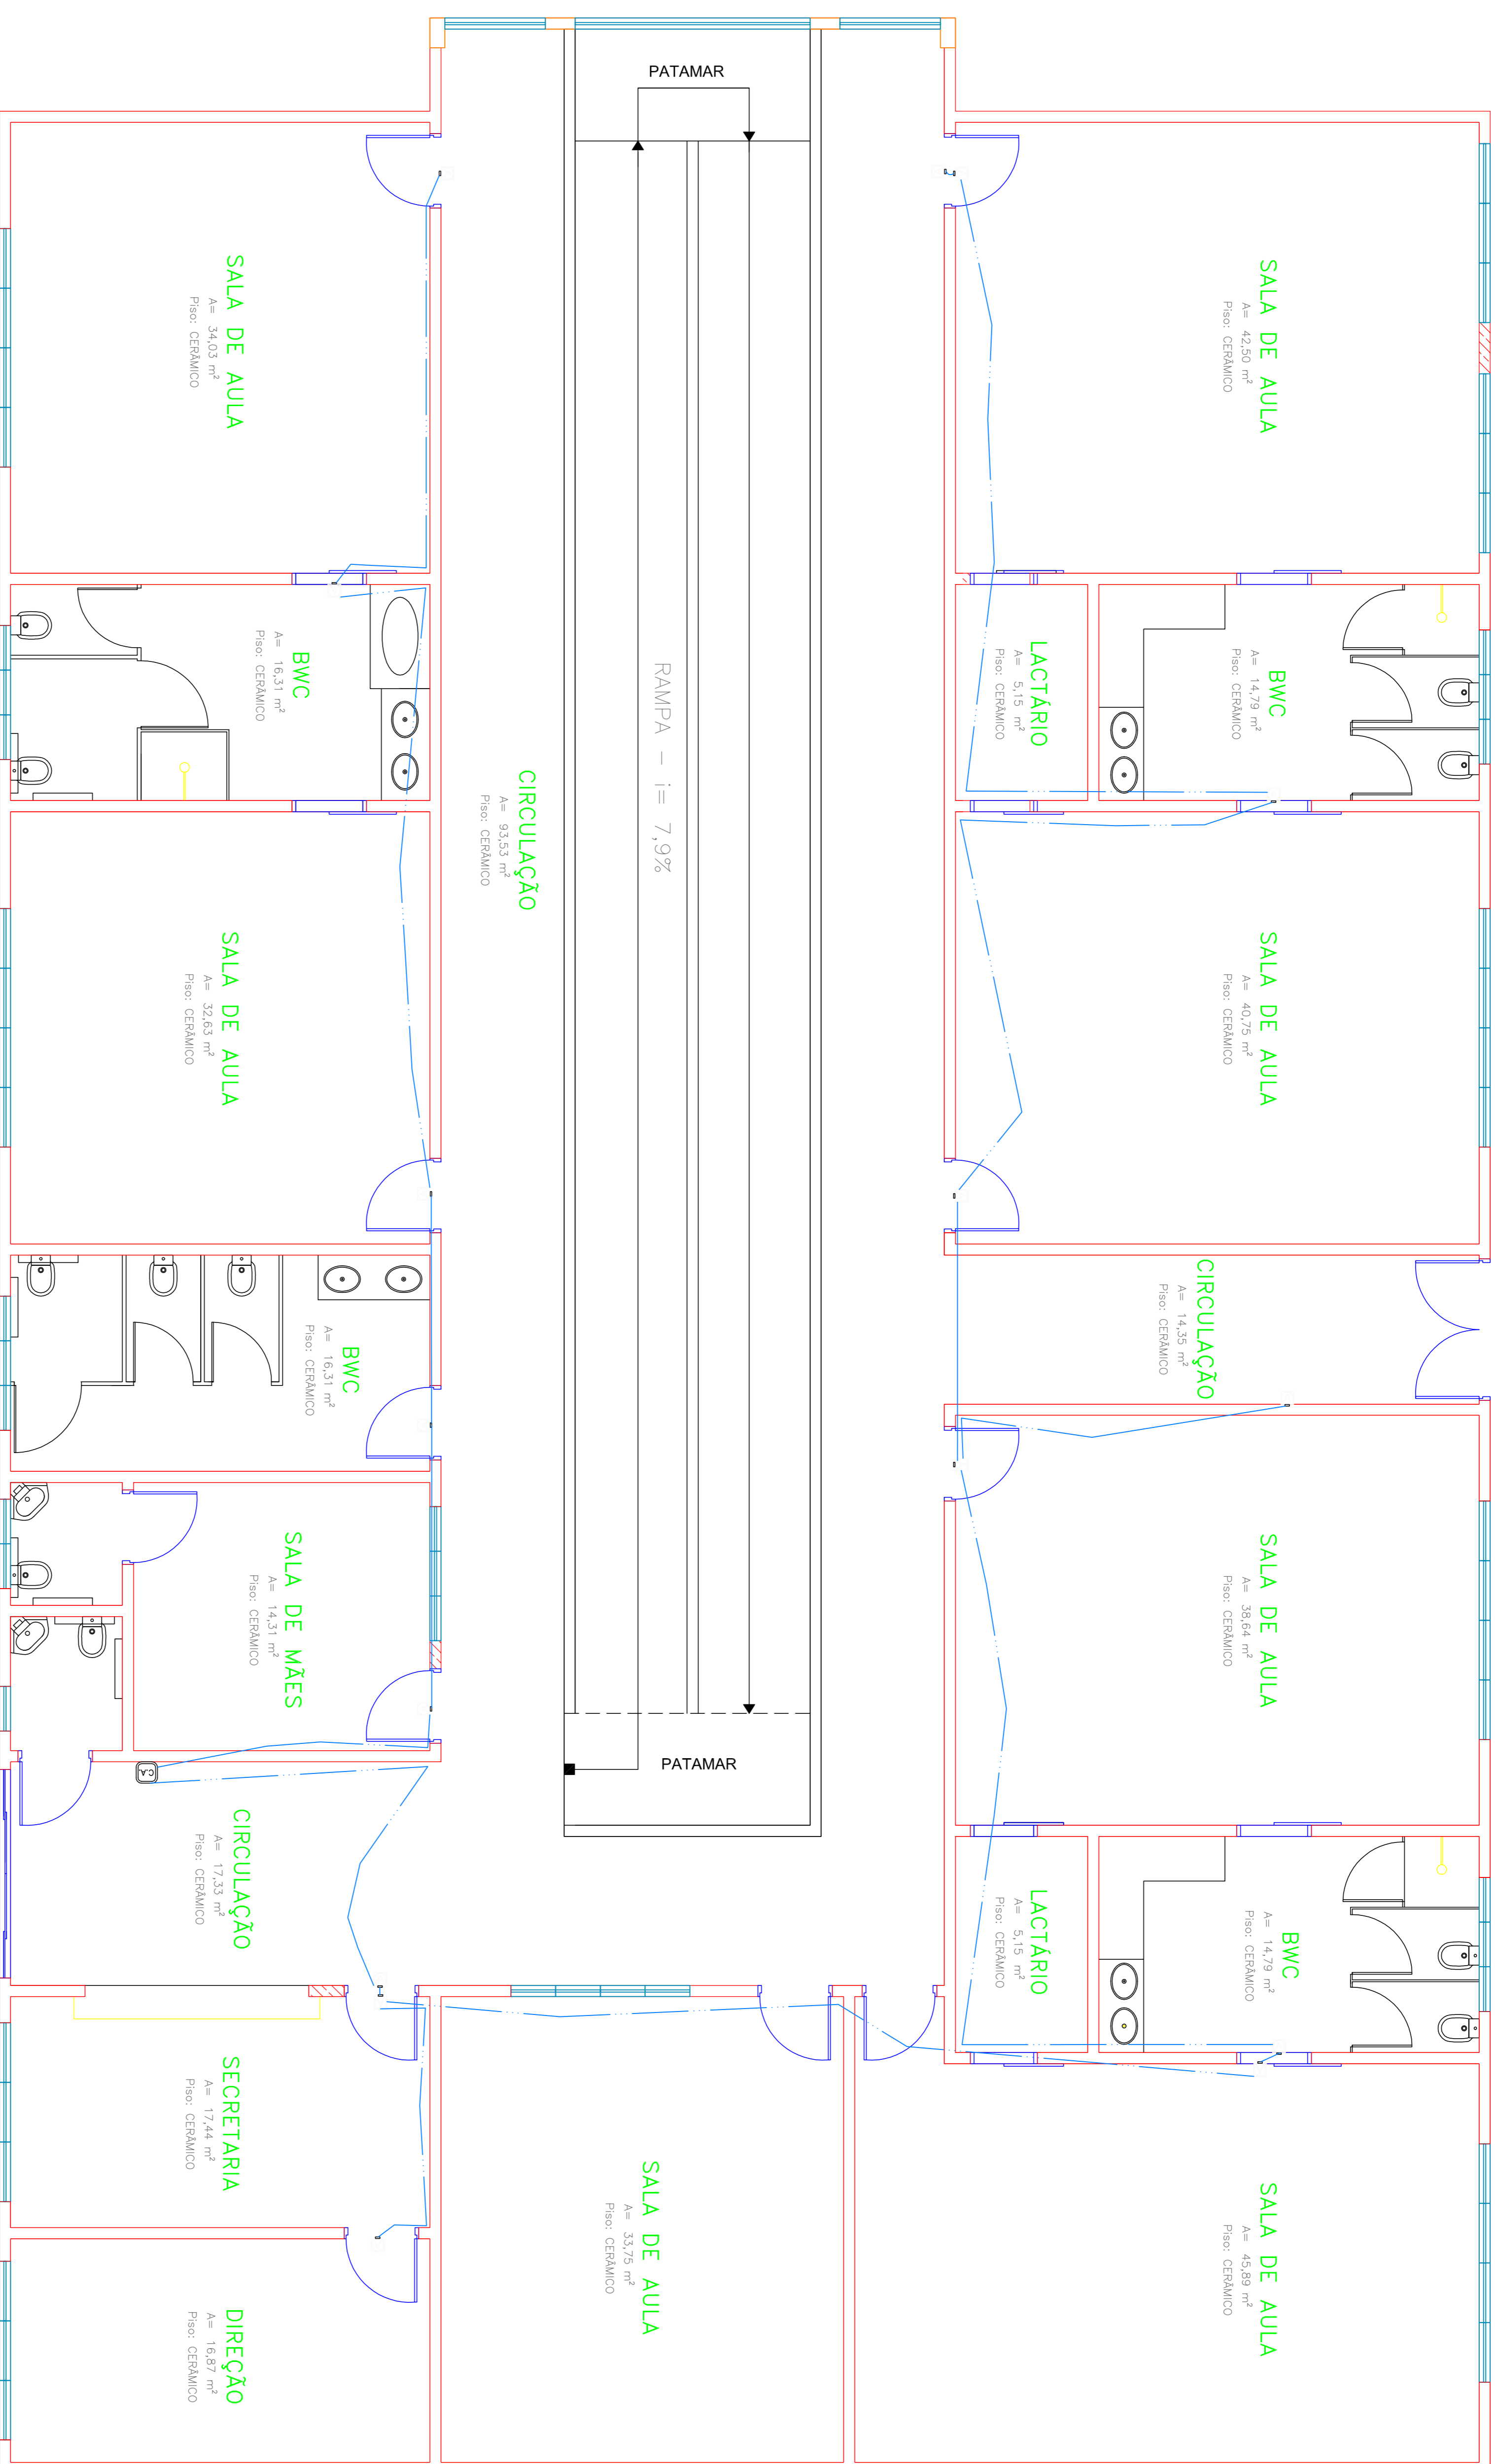 PATAMAR
SALA DE AULA
A= 34,03 m²
Piso: CERÂMICO
SALA DE AULA
A= 42,50 m²
Piso: CERÂMICO
BWC
A= 16,31 m²
Piso: CERÂMICO
RAMPA - i= 7,9%
LACTÁRIO
A= 5,15 m²
Piso: CERÂMICO
BWC
A= 14,79 m²
Piso: CERÂMICO
CIRCULAÇÃO
A= 93,53 m²
Piso: CERÂMICO
SALA DE AULA
A= 32,63 m²
Piso: CERÂMICO
SALA DE AULA
A= 40,75 m²
Piso: CERÂMICO
BWC
A= 16,31 m²
Piso: CERÂMICO
CIRCULAÇÃO
A= 14,35 m²
Piso: CERÂMICO
SALA DE MÃES
A= 14,31 m²
Piso: CERÂMICO
SALA DE AULA
A= 38,64 m²
Piso: CERÂMICO
PATAMAR
C.A.
CIRCULAÇÃO
A= 17,33 m²
Piso: CERÂMICO
LACTÁRIO
A= 5,15 m²
Piso: CERÂMICO
BWC
A= 14,79 m²
Piso: CERÂMICO
SECRETARIA
A= 17,44 m²
Piso: CERÂMICO
SALA DE AULA
A= 33,75 m²
Piso: CERÂMICO
SALA DE AULA
A= 45,89 m²
Piso: CERÂMICO
DIREÇÃO
A= 16,87 m²
Piso: CERÂMICO